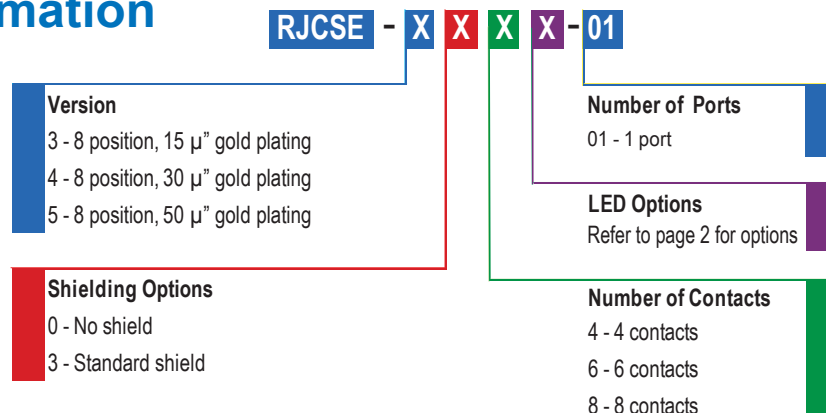 mation
RJCSE - X X X X - 01
Version
3 - 8 position, 15 µ” gold plating
4 - 8 position, 30 µ” gold plating
5 - 8 position, 50 µ” gold plating
Shielding Options
0 - No shield
3 - Standard shield
Number of Ports
01 - 1 port
LED Options
Refer to page 2 for options
Number of Contacts
4 - 4 contacts
6 - 6 contacts
8 - 8 contacts